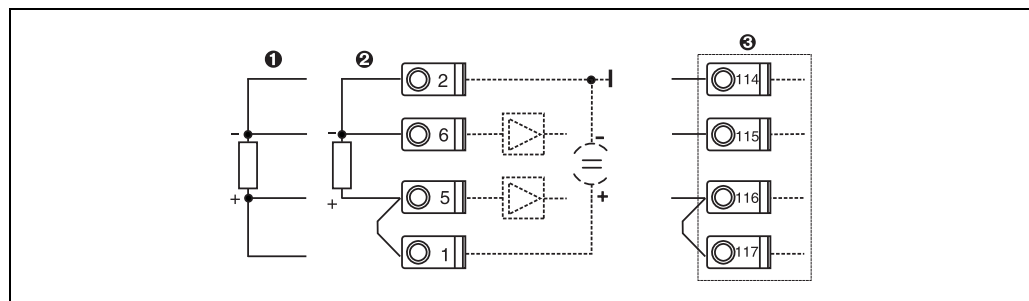 ❶ ❷ ❸
2 114
- - 6 - 115
+ + 5 + 116
1 117